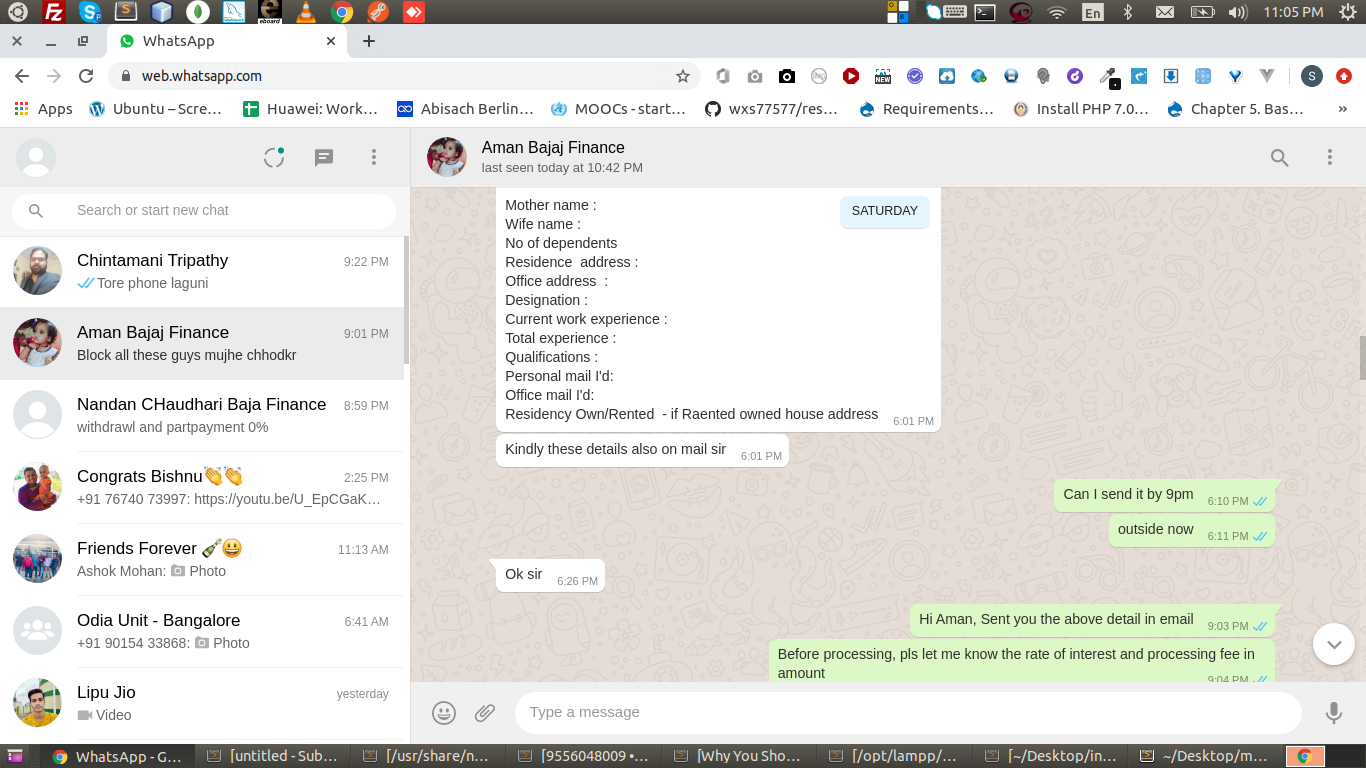 En
11:05 PM
WhatsApp
web.whatsapp.com
S
Apps
Ubuntu – Scre…
Huawei: Work…
Abisach Berlin…
MOOCs - start…
wxs77577/res…
Requirements…
Install PHP 7.0…
Chapter 5. Bas…
»
Aman Bajaj Finance
last seen today at 10:42 PM
Search or start new chat
Chintamani Tripathy
9:22 PM
Tore phone laguni
Aman Bajaj Finance
9:01 PM
Block all these guys mujhe chhodkr
Nandan CHaudhari Baja Finance
8:59 PM
withdrawl and partpayment 0%
Congrats Bishnu👏👏
2:25 PM
+91 76740 73997: https://youtu.be/U_EpCGaK…
Friends Forever 🍾😃
11:13 AM
Ashok Mohan: Photo
Odia Unit - Bangalore
6:41 AM
+91 90154 33868: Photo
Lipu Jio
yesterday
Video
SATURDAY
Mother name :
Wife name :
No of dependents
Residence  address :
Office address  :
Designation :
Current work experience :
Total experience :
Qualifications :
Personal mail I'd:
Office mail I'd:
Residency Own/Rented  - if Raented owned house address
6:01 PM
Kindly these details also on mail sir
6:01 PM
Can I send it by 9pm
6:10 PM
outside now
6:11 PM
Ok sir
6:26 PM
Hi Aman, Sent you the above detail in email
9:03 PM
Before processing, pls let me know the rate of interest and processing fee in
amount
9:04 PM
Type a message
WhatsApp - G…
[untitled - Sub…
[/usr/share/n…
[9556048009 •…
[Why You Sho…
[/opt/lampp/…
[~/Desktop/in…
~/Desktop/m…